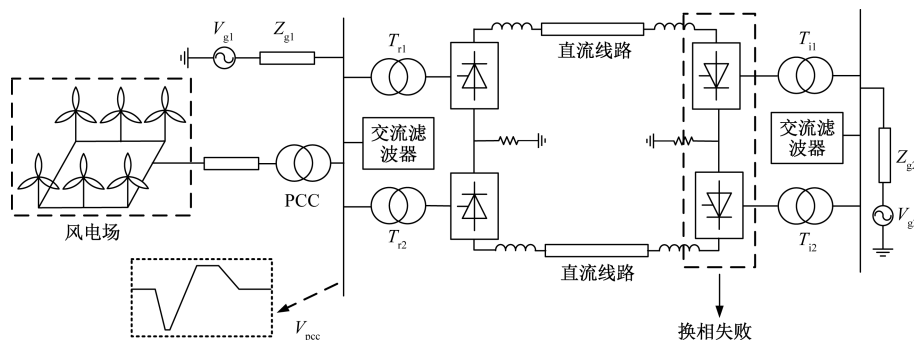 V_g1
Z_g1
T_r1
直流线路
T_i1
交流滤
波器
交流滤
波器
Z_g2
PCC
风电场
T_r2
直流线路
T_i2
V_g
V_pcc
换相失败